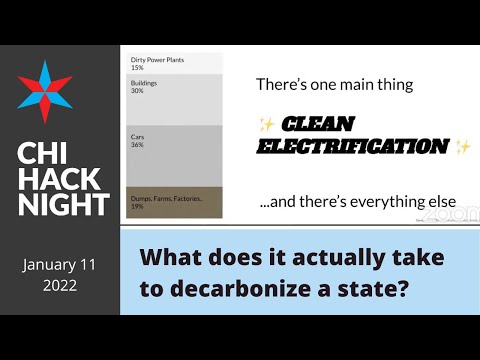 CHI
HACK
NIGHT
January 11
2022
Dirty Power Plants
15%
Buildings
30%
Cars
36%
Dumps, Farms, Factories..
19%
There's one main thing
✨ CLEAN
ELECTRIFICATION ✨
...and there's everything else
zoom
What does it actually take
to decarbonize a state?